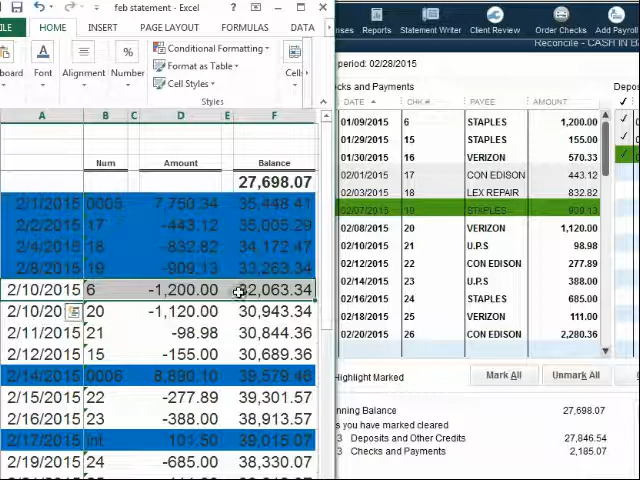 feb statement - Excel
FILE HOME INSERT PAGE LAYOUT FORMULAS DATA
board Font Alignment Number
Conditional Formatting
Format as Table
Cell Styles
Cells
Styles
A B C D E F
Num Amount Balance
27,698.07
2/1/2015 0005 7,750.34 35,448.41
2/2/2015 17 -443.12 35,005.29
2/4/2015 18 -832.82 34,172.47
2/8/2015 19 -909.13 33,263.34
2/10/2015 6 -1,200.00 32,063.34
2/10/20 20 -1,120.00 30,943.34
2/11/2015 21 -98.98 30,844.36
2/12/2015 15 -155.00 30,689.36
2/14/2015 0006 8,890.10 39,579.46
2/15/2015 22 -277.89 39,301.57
2/16/2015 23 -388.00 38,913.57
2/17/2015 int 101.50 39,015.07
2/19/2015 24 -685.00 38,330.07
Reports Statement Writer Client Review Order Checks Add Payroll
Reconcile - CASH IN BA
period: 02/28/2015
cks and Payments Depos
DATE CHK # PAYEE AMOUNT
01/09/2015 6 STAPLES 1,200.00
01/29/2015 15 STAPLES 155.00
01/30/2015 16 VERIZON 570.33
02/01/2015 17 CON EDISON 443.12
02/03/2015 18 LEX REPAIR 832.82
02/07/2015 19 STAPLES 909.13
02/08/2015 20 VERIZON 1,120.00
02/10/2015 21 U.P.S 98.98
02/12/2015 22 CON EDISON 277.89
02/14/2015 23 U.P.S 388.00
02/16/2015 24 STAPLES 685.00
02/18/2015 25 VERIZON 111.00
02/20/2015 26 CON EDISON 2,280.36
Highlight Marked Mark All Unmark All
nning Balance 27,698.07
s you have marked cleared
3 Deposits and Other Credits 27,846.54
3 Checks and Payments 2,185.07